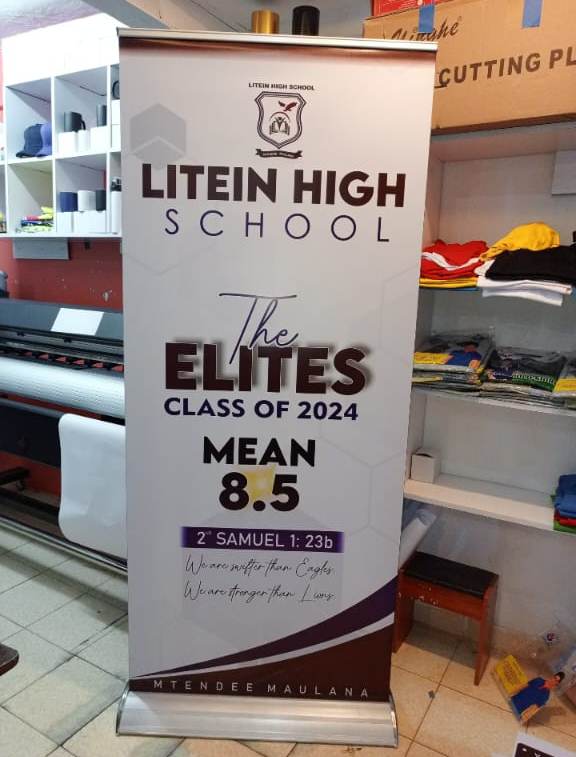 LITEIN HIGH SCHOOL
LITEIN HIGH
SCHOOL
The
ELITES
CLASS OF 2024
MEAN
8.5
2nd SAMUEL 1: 23b
We are swifter than Eagles.
We are stronger than Lions.
MTENDEE MAULANA
CUTTING PL